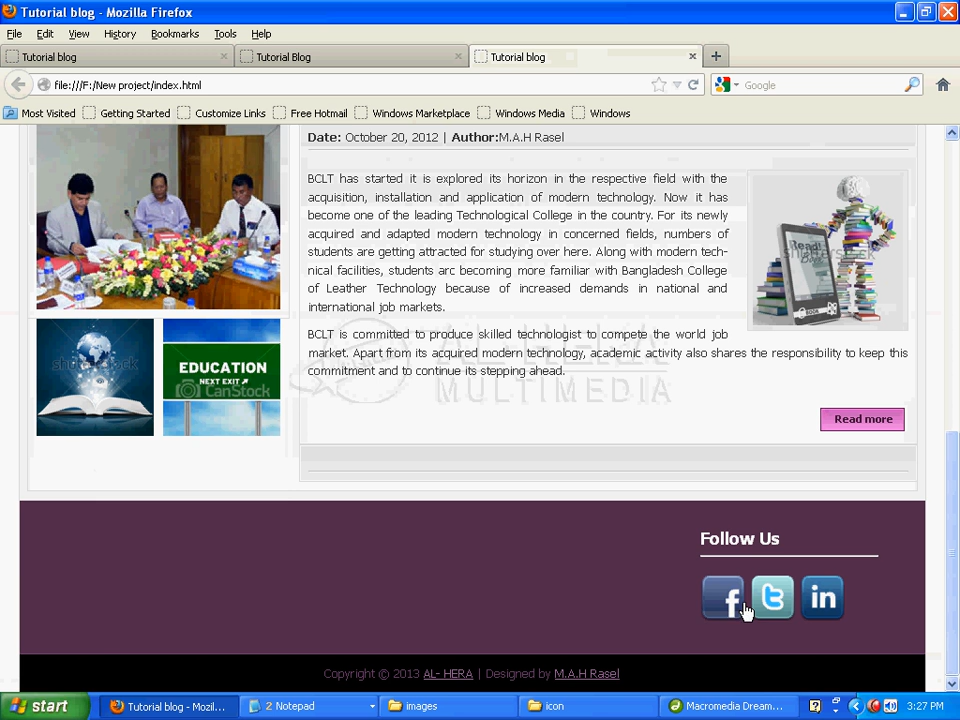 Tutorial blog - Mozilla Firefox
File Edit View History Bookmarks Tools Help
Tutorial blog
Tutorial Blog
Tutorial blog
file:///F:/New project/index.html
Google
Most Visited Getting Started Customize Links Free Hotmail Windows Marketplace Windows Media Windows
Date: October 20, 2012 | Author:M.A.H Rasel
BCLT has started it is explored its horizon in the respective field with the
acquisition, installation and application of modern technology. Now it has
become one of the leading Technological College in the country. For its newly
acquired and adapted modern technology in concerned fields, numbers of
students are getting attracted for studying over here. Along with modern tech-
nical facilities, students arc becoming more familiar with Bangladesh College
of Leather Technology because of increased demands in national and
international job markets.
BCLT is committed to produce skilled technologist to compete the world job
market. Apart from its acquired modern technology, academic activity also shares the responsibility to keep this
commitment and to continue its stepping ahead.
Read!
shutterstock
shutterstock
EDUCATION
NEXT EXIT
CanStock
AL-HERA
MULTIMEDIA
Read more
Follow Us
f
t
in
Copyright © 2013 AL- HERA | Designed by M.A.H Rasel
start
Tutorial blog - Mozil...
2 Notepad
images
icon
Macromedia Dream...
3:27 PM